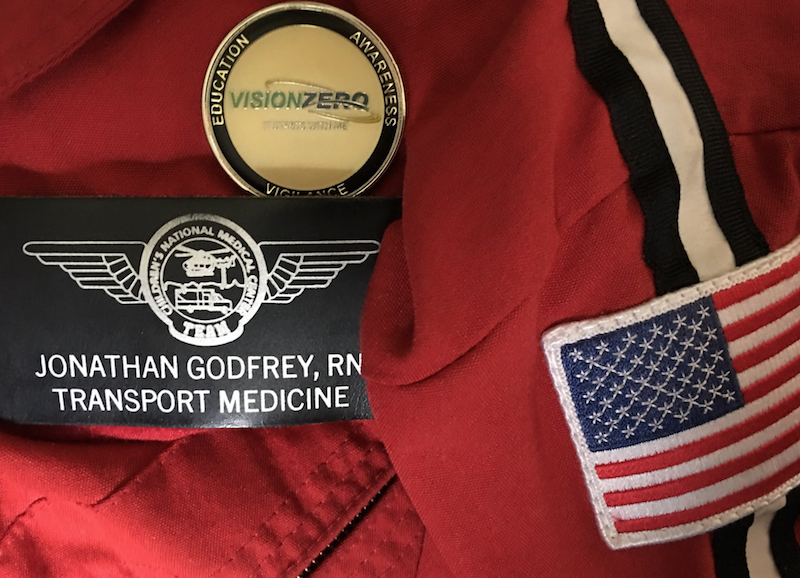 EDUCATION
AWARENESS
VISIONZERO
VIGILANCE
CHILDREN'S NATIONAL MEDICAL CENTER
TEAM
JONATHAN GODFREY, RN
TRANSPORT MEDICINE